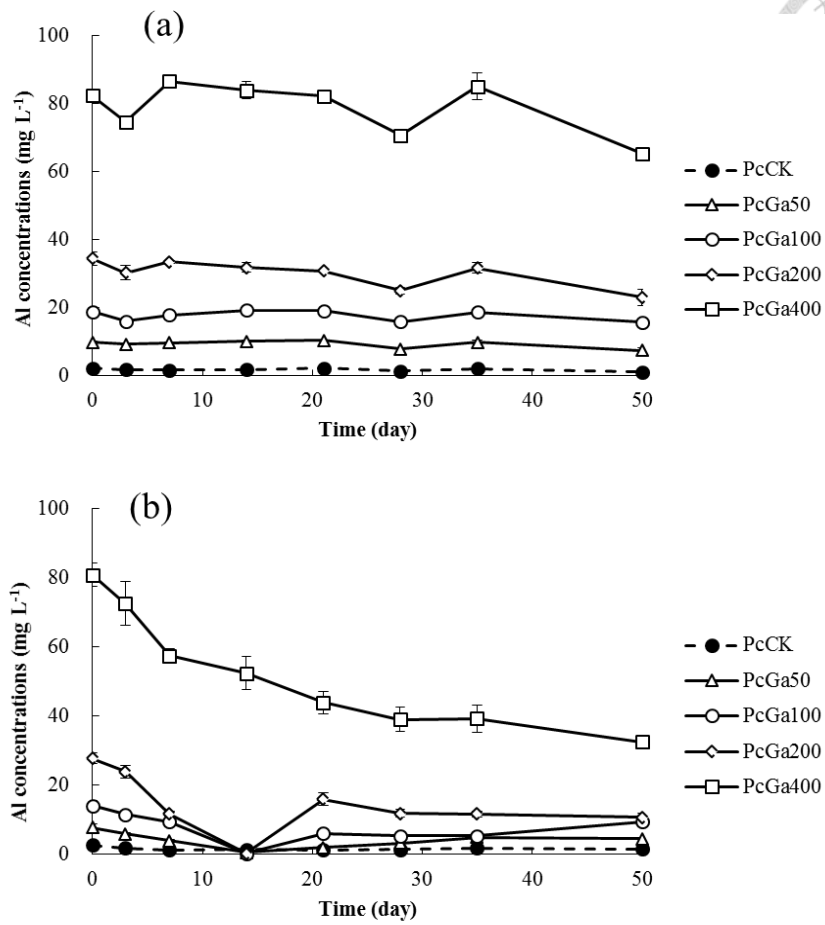 (a)
100
80
60
40
20
0
Al concentrations (mg L⁻¹)
0 10 20 30 40 50
Time (day)
PcCK
PcGa50
PcGa100
PcGa200
PcGa400
(b)
100
80
60
40
20
0
Al concentrations (mg L⁻¹)
0 10 20 30 40 50
Time (day)
PcCK
PcGa50
PcGa100
PcGa200
PcGa400